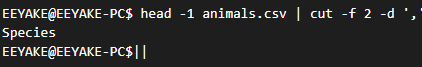 EEYAKE@EEYAKE-PC$ head -1 animals.csv | cut -f 2 -d ','
Species
EEYAKE@EEYAKE-PC$||